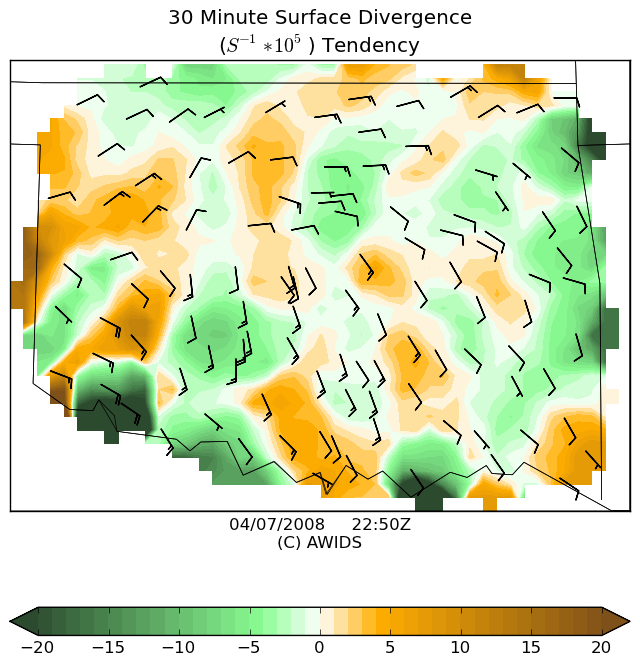 30 Minute Surface Divergence
(S⁻¹ ∗ 10⁵ ) Tendency
04/07/2008 22:50Z
(C) AWIDS
−20 −15 −10 −5 0 5 10 15 20